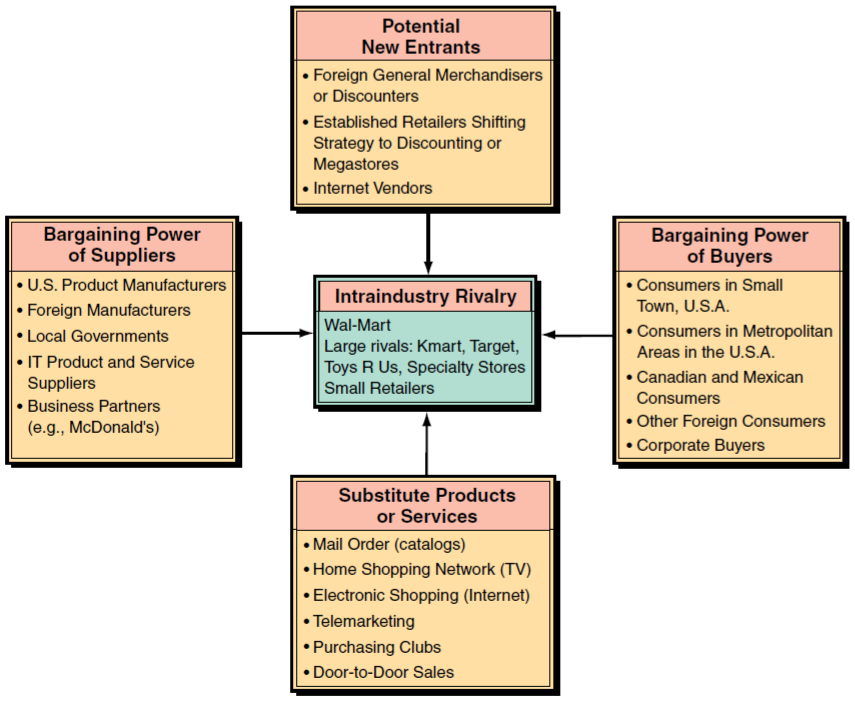 Potential
New Entrants
• Foreign General Merchandisers
or Discounters
• Established Retailers Shifting
Strategy to Discounting or
Megastores
• Internet Vendors
Bargaining Power
of Suppliers
• U.S. Product Manufacturers
• Foreign Manufacturers
• Local Governments
• IT Product and Service
Suppliers
• Business Partners
(e.g., McDonald's)
Intraindustry Rivalry
Wal-Mart
Large rivals: Kmart, Target,
Toys R Us, Specialty Stores
Small Retailers
Bargaining Power
of Buyers
• Consumers in Small
Town, U.S.A.
• Consumers in Metropolitan
Areas in the U.S.A.
• Canadian and Mexican
Consumers
• Other Foreign Consumers
• Corporate Buyers
Substitute Products
or Services
• Mail Order (catalogs)
• Home Shopping Network (TV)
• Electronic Shopping (Internet)
• Telemarketing
• Purchasing Clubs
• Door-to-Door Sales